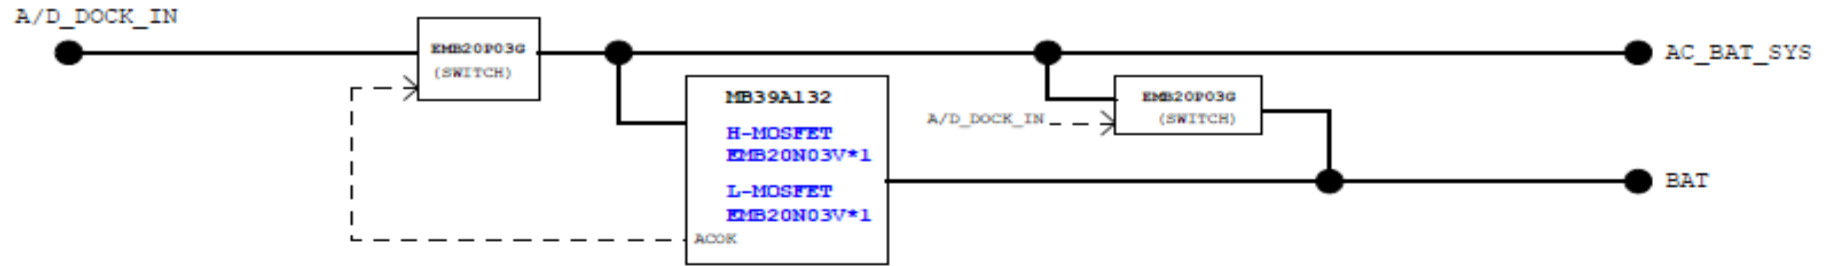 A/D_DOCK_IN
EMB20P03G
(SWITCH)
AC_BAT_SYS
MB39A132
EMB20P03G
A/D_DOCK_IN
(SWITCH)
H-MOSFET
EMB20N03V*1
BAT
L-MOSFET
EMB20N03V*1
ACOK